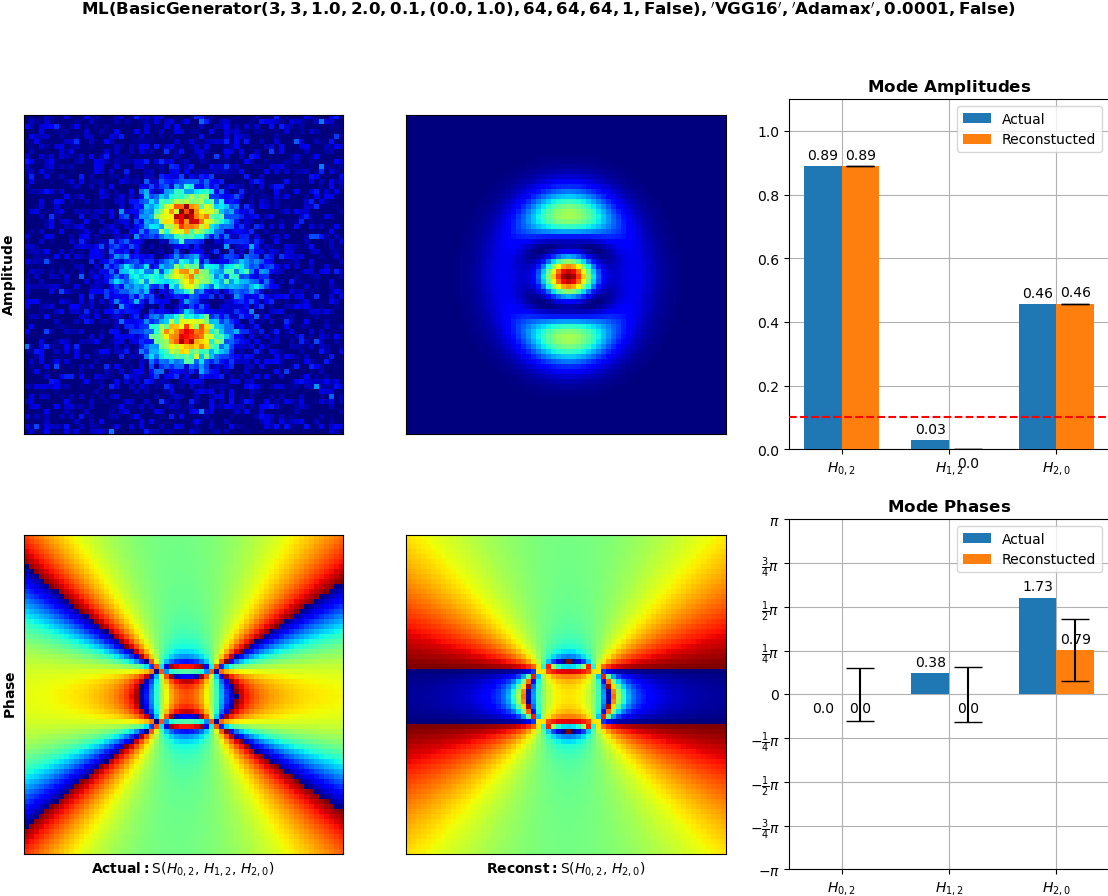 ML(BasicGenerator(3, 3, 1.0, 2.0, 0.1, (0.0, 1.0), 64, 64, 64, 1, False), ′VGG16′, ′Adamax′, 0.0001, False)
Amplitude
Mode Amplitudes
Actual
Reconstucted
1.0
0.8
0.6
0.4
0.2
0.0
0.89 0.89
0.03
0.0
0.46 0.46
H0, 2
H1, 2
H2, 0
Phase
Actual: S(H0, 2, H1, 2, H2, 0)
Reconst: S(H0, 2, H2, 0)
Mode Phases
Actual
Reconstucted
π
3/4π
1/2π
1/4π
0
−1/4π
−1/2π
−3/4π
−π
0.0 0.0
0.38
0.0
1.73
0.79
H0, 2
H1, 2
H2, 0